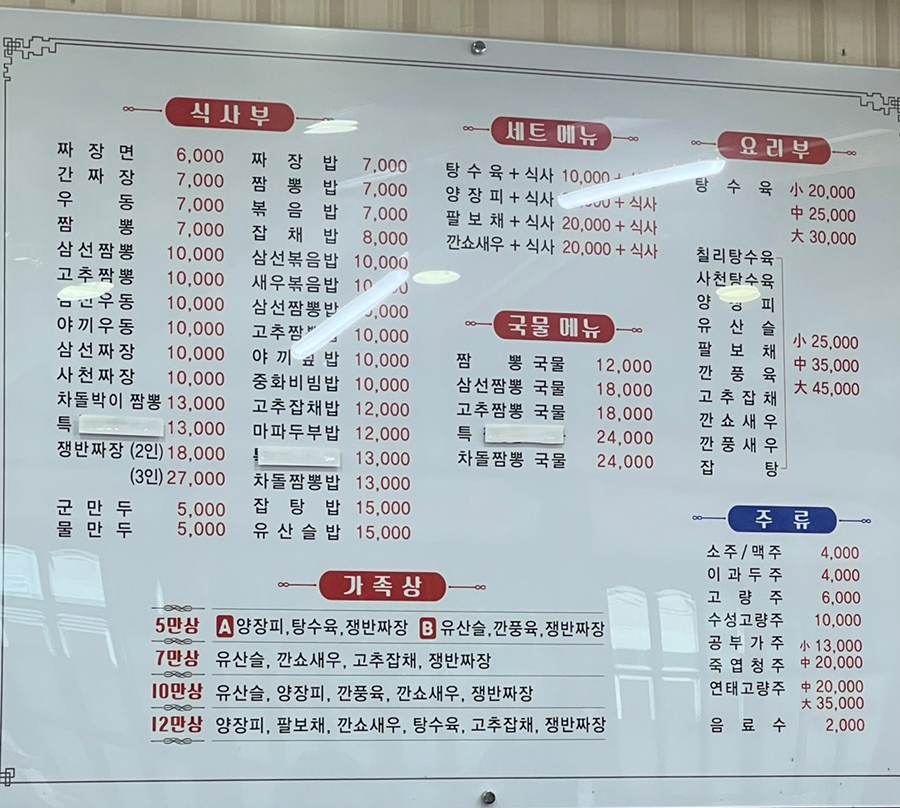 식사부
짜장면 6,000
간짜장 7,000
우동 7,000
짬뽕 7,000
삼선짬뽕 10,000
고추짬뽕 10,000
삼선우동 10,000
야끼우동 10,000
삼선짜장 10,000
사천짜장 10,000
차돌박이 짬뽕 13,000
특 13,000
쟁반짜장 (2인) 18,000
(3인) 27,000
군만두 5,000
물만두 5,000
짜장밥 7,000
짬뽕밥 7,000
볶음밥 7,000
잡채밥 8,000
삼선볶음밥 10,000
새우볶음밥
삼선짬뽕밥
고추짬 10,000
야끼 밥 10,000
중화비빔밥 10,000
고추잡채밥 12,000
마파두부밥 12,000
13,000
차돌짬뽕밥 13,000
잡탕밥 15,000
유산슬밥 15,000
세트메뉴
탕수육+식사 10,000+식사
양장피+식사 +식사
팔보채+식사 20,000+식사
깐쇼새우+식사 20,000+식사
국물메뉴
짬뽕 국물 12,000
삼선짬뽕 국물 18,000
고추짬뽕 국물 18,000
특 24,000
차돌짬뽕 국물 24,000
요리부
탕수육 小 20,000
中 25,000
大 30,000
칠리탕수육
사천탕수육
양장피
유산슬
팔보채
깐풍육
고추잡채
깐쇼새우
깐풍새우
잡탕
小 25,000
中 35,000
大 45,000
주류
소주/맥주 4,000
이과두주 4,000
고량주 6,000
수성고량주 10,000
공부가주 小 13,000
죽엽청주 中 20,000
연태고량주 中 20,000
大 35,000
음료수 2,000
가족상
5만상 A 양장피,탕수육,쟁반짜장 B 유산슬,깐풍육,쟁반짜장
7만상 유산슬, 깐쇼새우, 고추잡채, 쟁반짜장
10만상 유산슬, 양장피, 깐풍육, 깐쇼새우, 쟁반짜장
12만상 양장피, 팔보채, 깐쇼새우, 탕수육, 고추잡채, 쟁반짜장